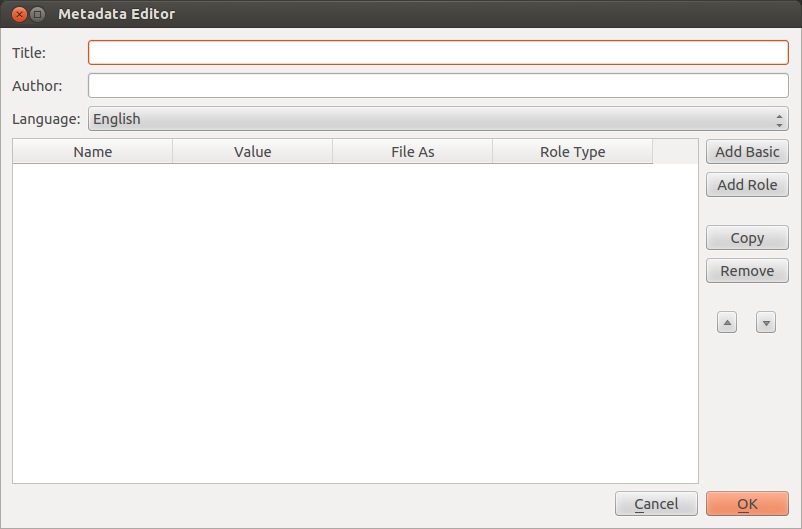 Metadata Editor
Title:
Author:
Language: English
Name Value File As Role Type
Add Basic
Add Role
Copy
Remove
Cancel OK